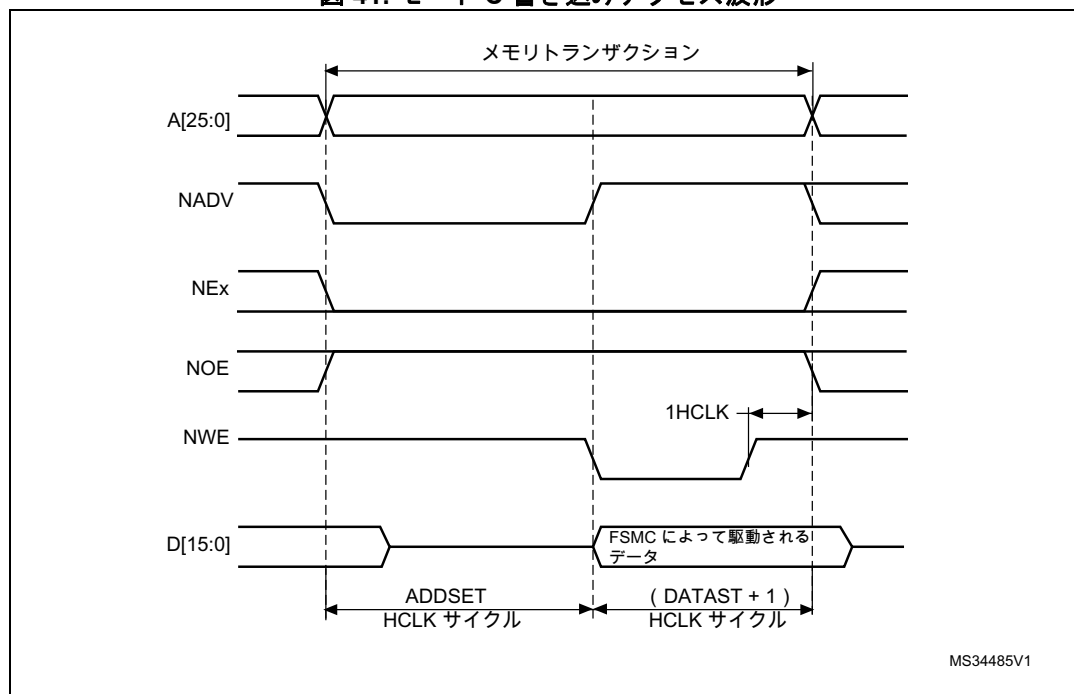 図 41. モード C 書き込みアクセス波形
メモリトランザクション
A[25:0]
NADV
NEx
NOE
1HCLK
NWE
D[15:0]
FSMC によって駆動される
データ
ADDSET
HCLK サイクル
( DATAST + 1 )
HCLK サイクル
MS34485V1